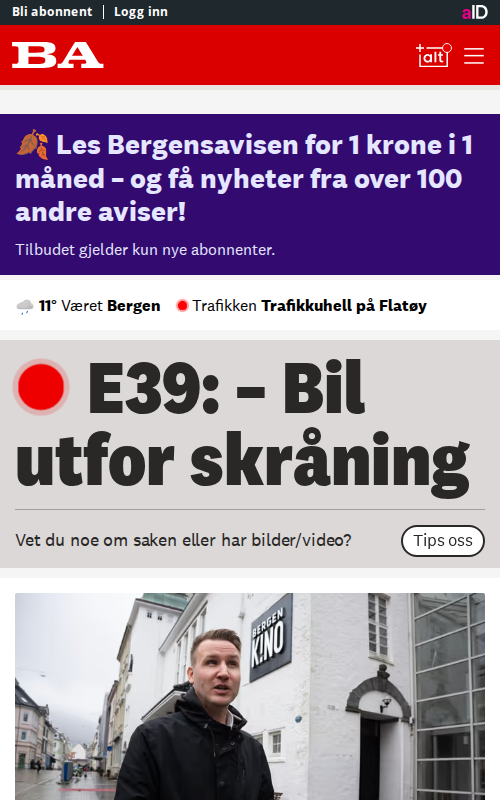 Bli abonnent | Logg inn
aID
BA
+alt
🍂 Les Bergensavisen for 1 krone i 1
måned – og få nyheter fra over 100
andre aviser!
Tilbudet gjelder kun nye abonnenter.
11° Været Bergen Trafikken Trafikkuhell på Flatøy
E39: – Bil
utfor skråning
Vet du noe om saken eller har bilder/video? Tips oss
BERGEN
KINO